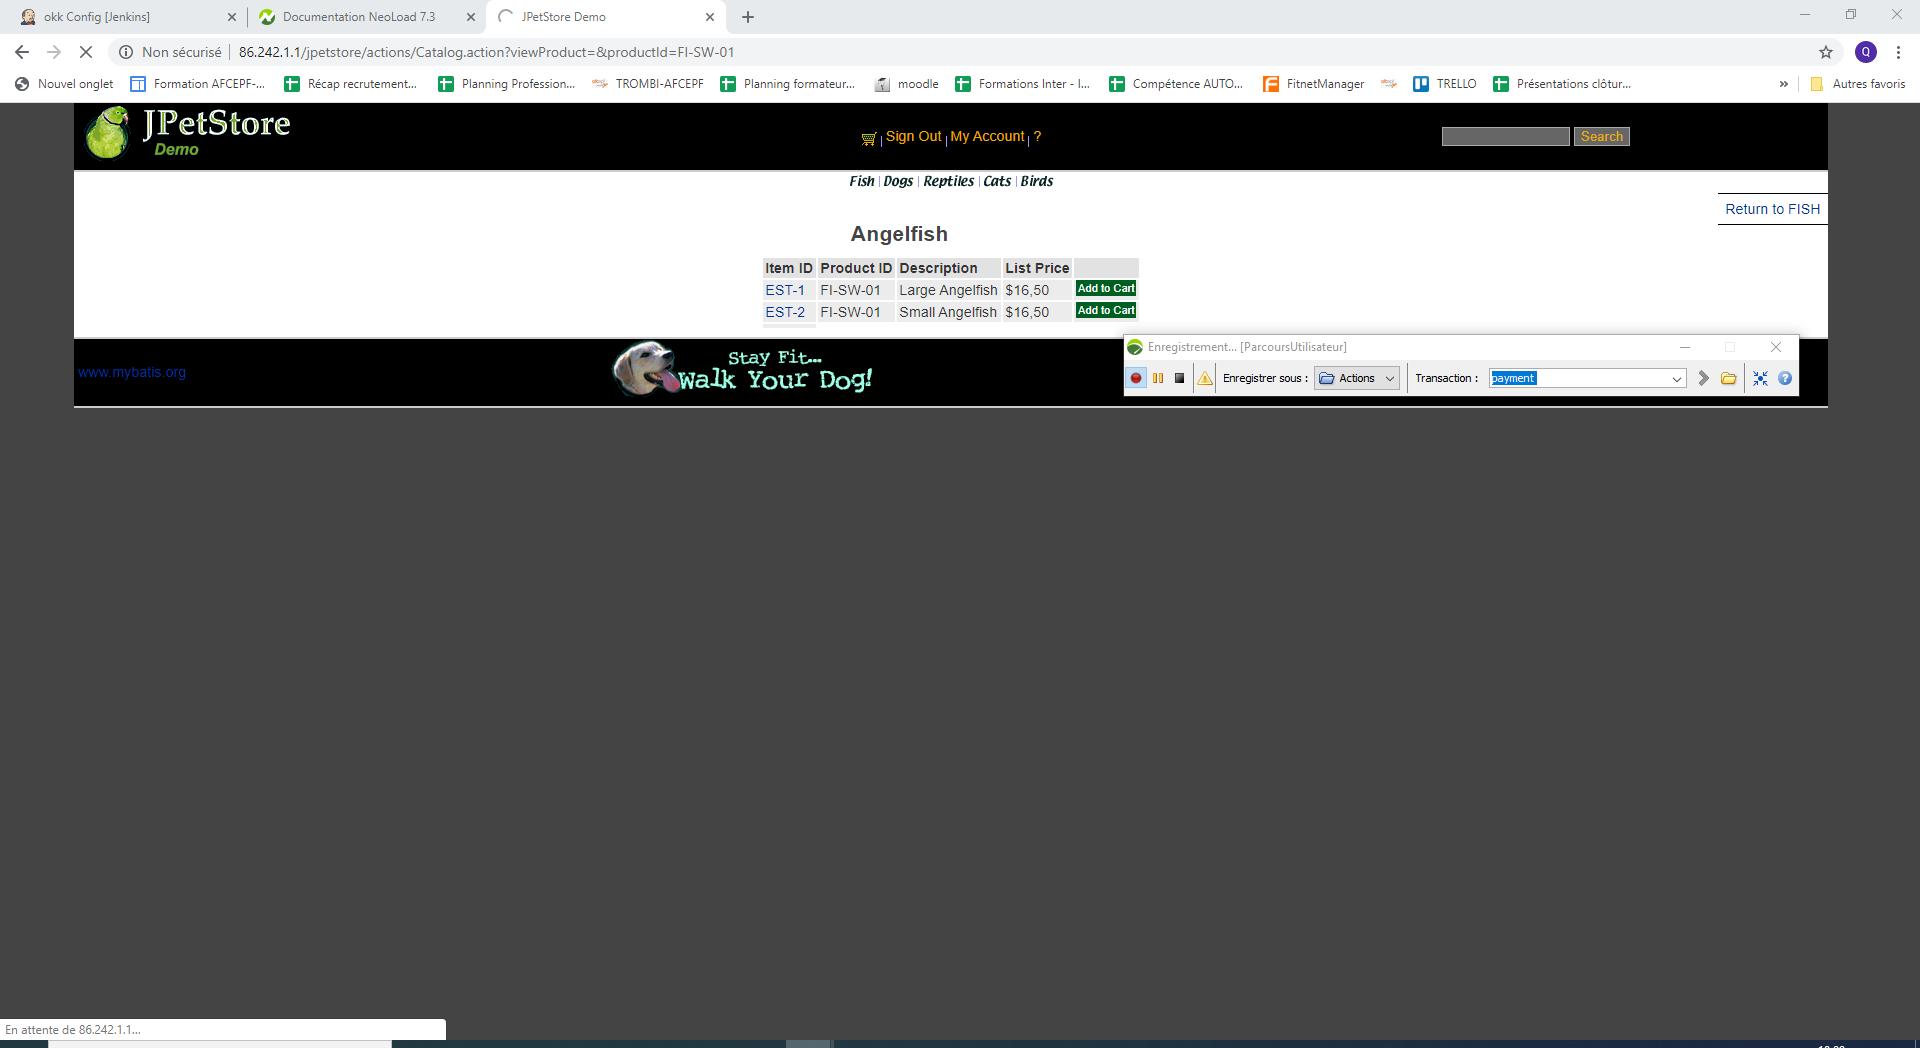 okk Config [Jenkins]
Documentation NeoLoad 7.3
JPetStore Demo
Non sécurisé
86.242.1.1/jpetstore/actions/Catalog.action?viewProduct=&productId=FI-SW-01
Q
Nouvel onglet
Formation AFCEPF-...
Récap recrutement...
Planning Profession...
TROMBI-AFCEPF
Planning formateur...
moodle
Formations Inter - I...
Compétence AUTO...
FitnetManager
TRELLO
Présentations clôtur...
»
Autres favoris
JPetStore
Demo
Sign Out | My Account | ?
Search
Fish | Dogs | Reptiles | Cats | Birds
Return to FISH
Angelfish
Item ID Product ID Description List Price
EST-1 FI-SW-01 Large Angelfish $16,50 Add to Cart
EST-2 FI-SW-01 Small Angelfish $16,50 Add to Cart
www.mybatis.org
Stay Fit...
Walk Your Dog!
Enregistrement... [ParcoursUtilisateur]
Enregistrer sous : Actions Transaction : payment
En attente de 86.242.1.1...